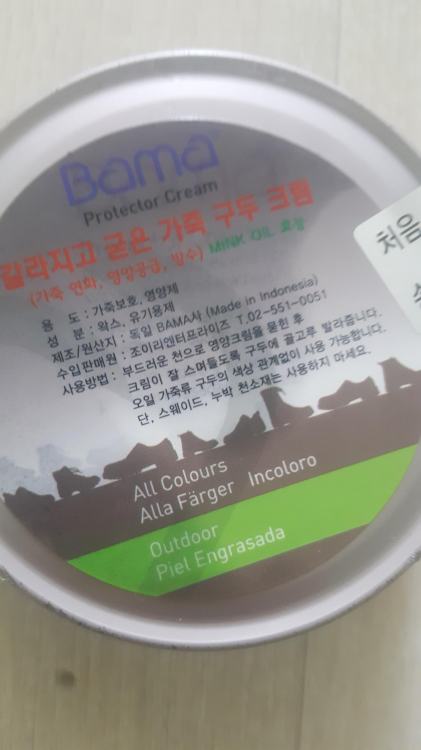 Bama
Protector Cream
갈라지고 굳은 가죽 구두 크림
(가죽 연화, 영양공급, 방수) MINK OIL 효능
용 도 : 가죽보호, 영양제
성 분 : 왁스, 유기용제
제조/원산지 : 독일 BAMA사 (Made in Indonesia)
수입판매원 : 조이리엔터프라이즈 T.02-551-0051
사용방법 : 부드러운 천으로 영양크림을 묻힌 후
크림이 잘 스며들도록 구두에 골고루 발라줍니다.
오일 가죽류 구두의 색상 관계없이 사용 가능합니다.
단, 스웨이드, 누박 천소재는 사용하지 마세요.
처음
All Colours
Alla Färger Incoloro
Outdoor
Piel Engrasada